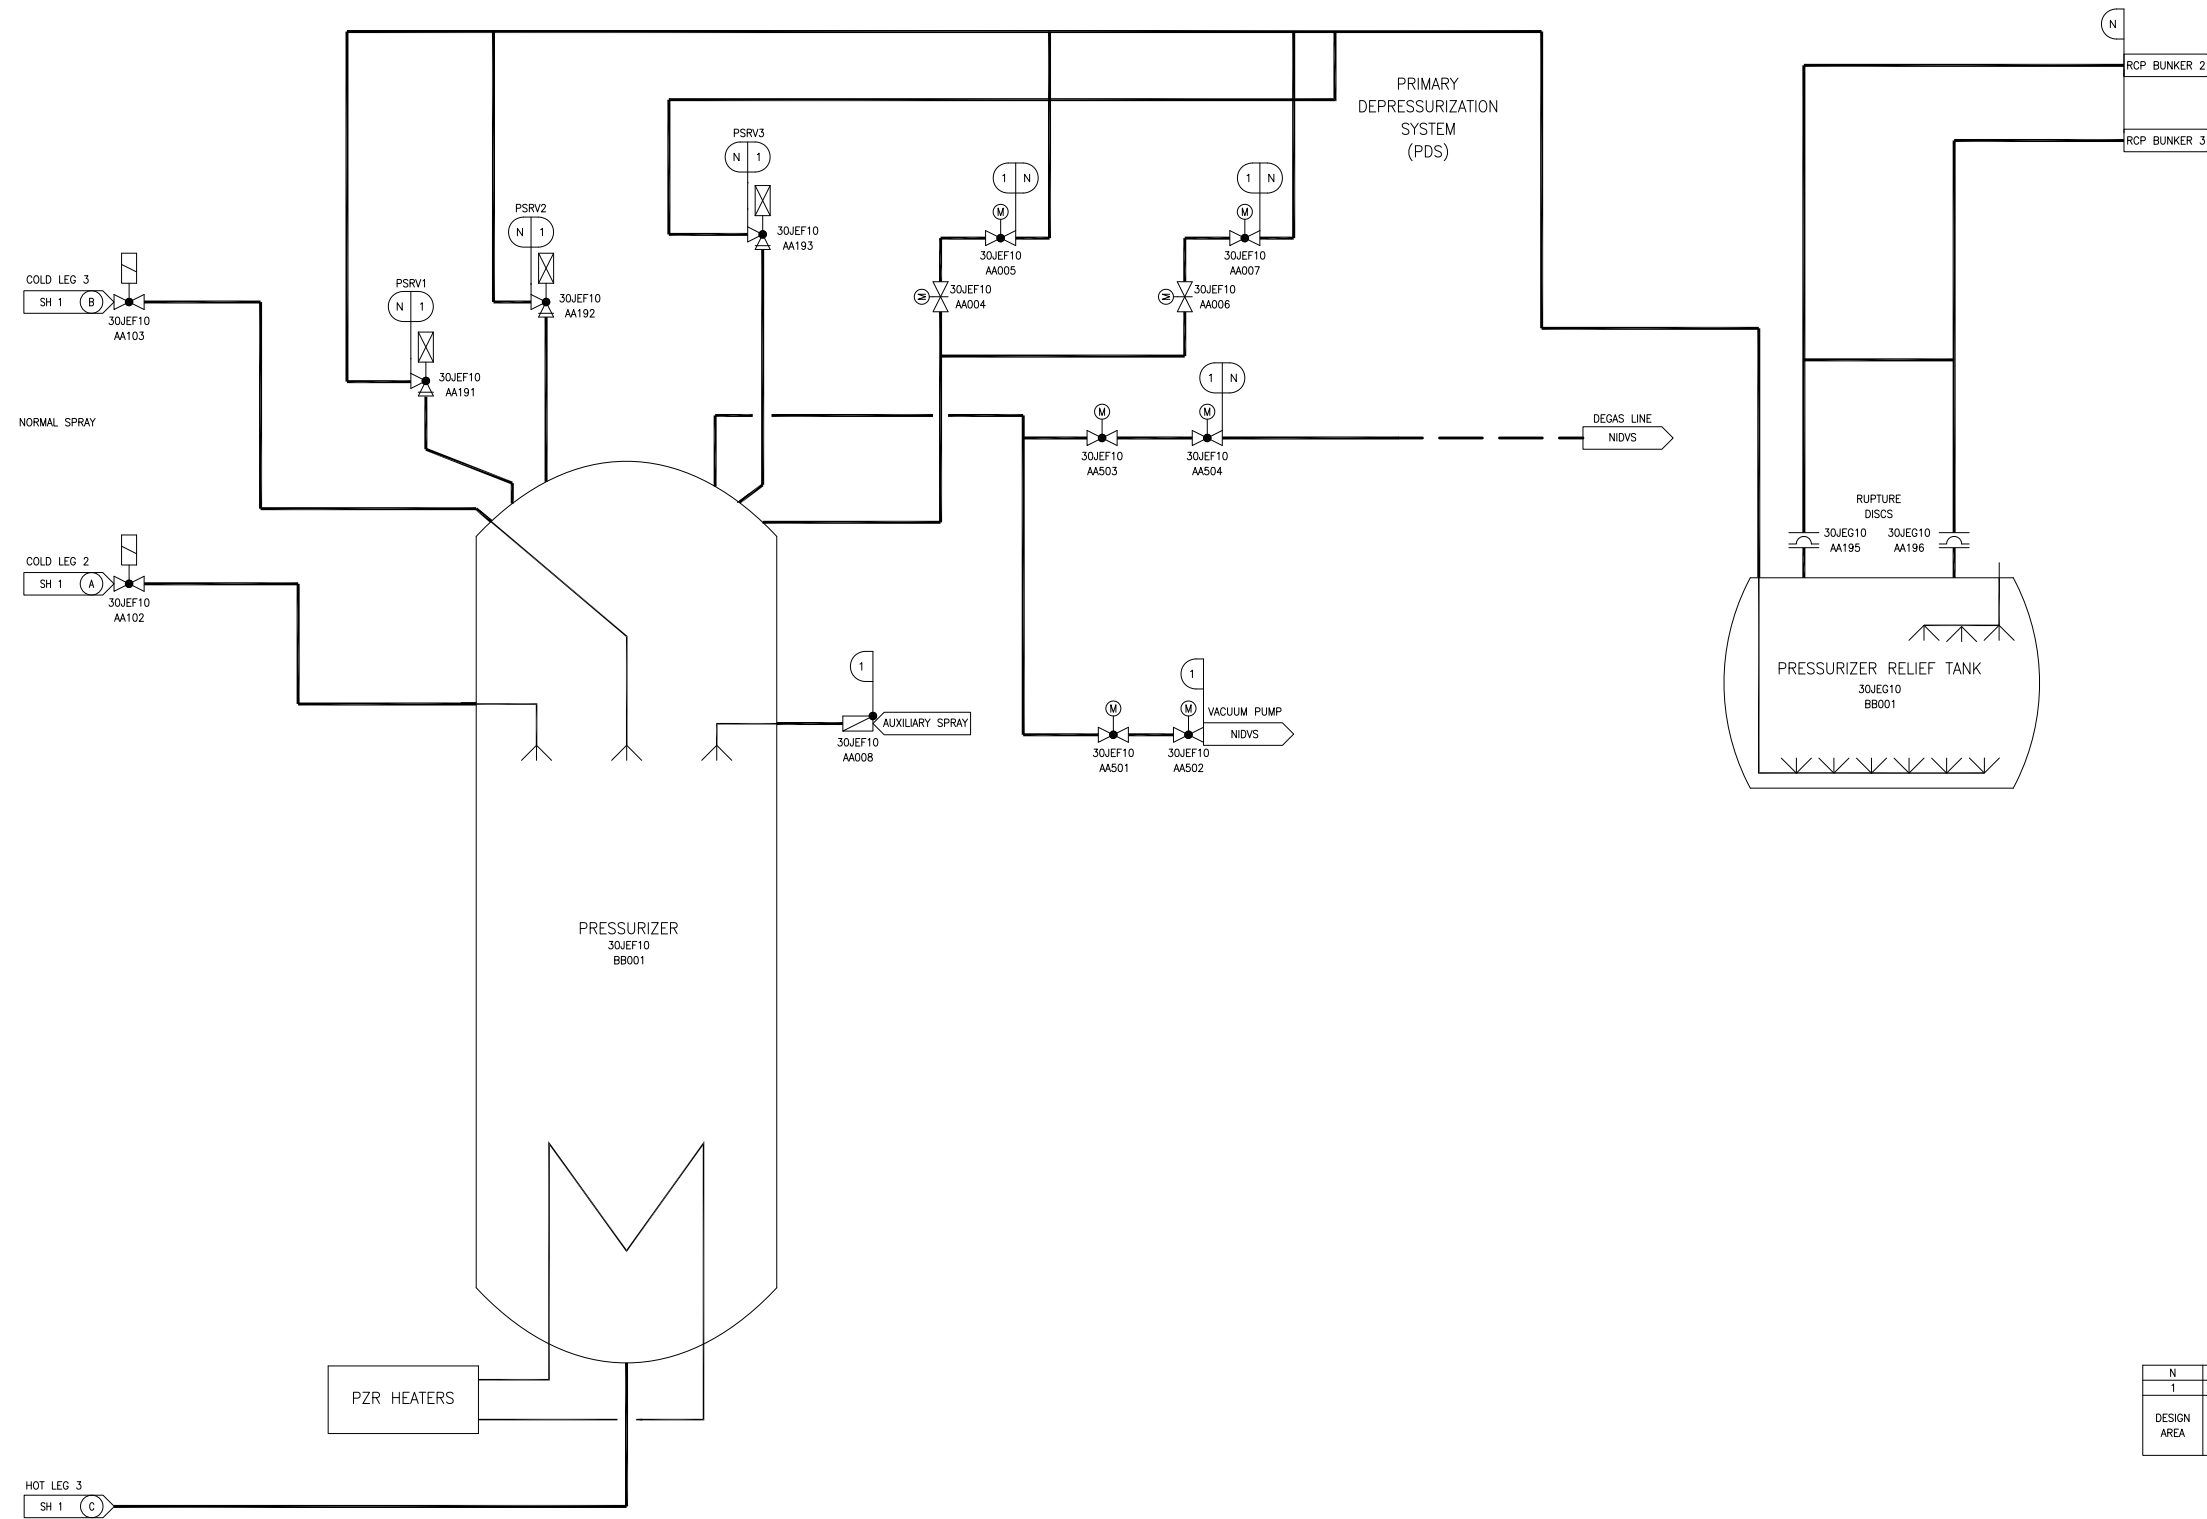 N
RCP BUNKER 2
RCP BUNKER 3
PRIMARY
DEPRESSURIZATION
SYSTEM
(PDS)
PSRV3
N 1
30JEF10
AA193
PSRV2
N 1
30JEF10
AA192
PSRV1
N 1
30JEF10
AA191
1 N
M
30JEF10
AA005
1 N
M
30JEF10
AA007
M
30JEF10
AA004
M
30JEF10
AA006
COLD LEG 3
SH 1 B
30JEF10
AA103
NORMAL SPRAY
1 N
M
30JEF10
AA503
M
30JEF10
AA504
DEGAS LINE
NIDVS
RUPTURE
DISCS
30JEG10
AA195
30JEG10
AA196
COLD LEG 2
SH 1 A
30JEF10
AA102
PRESSURIZER RELIEF TANK
30JEG10
BB001
1
AUXILIARY SPRAY
30JEF10
AA008
1
M
30JEF10
AA501
M
30JEF10
AA502
VACUUM PUMP
NIDVS
PRESSURIZER
30JEF10
BB001
PZR HEATERS
HOT LEG 3
SH 1 C
N
1
DESIGN
AREA